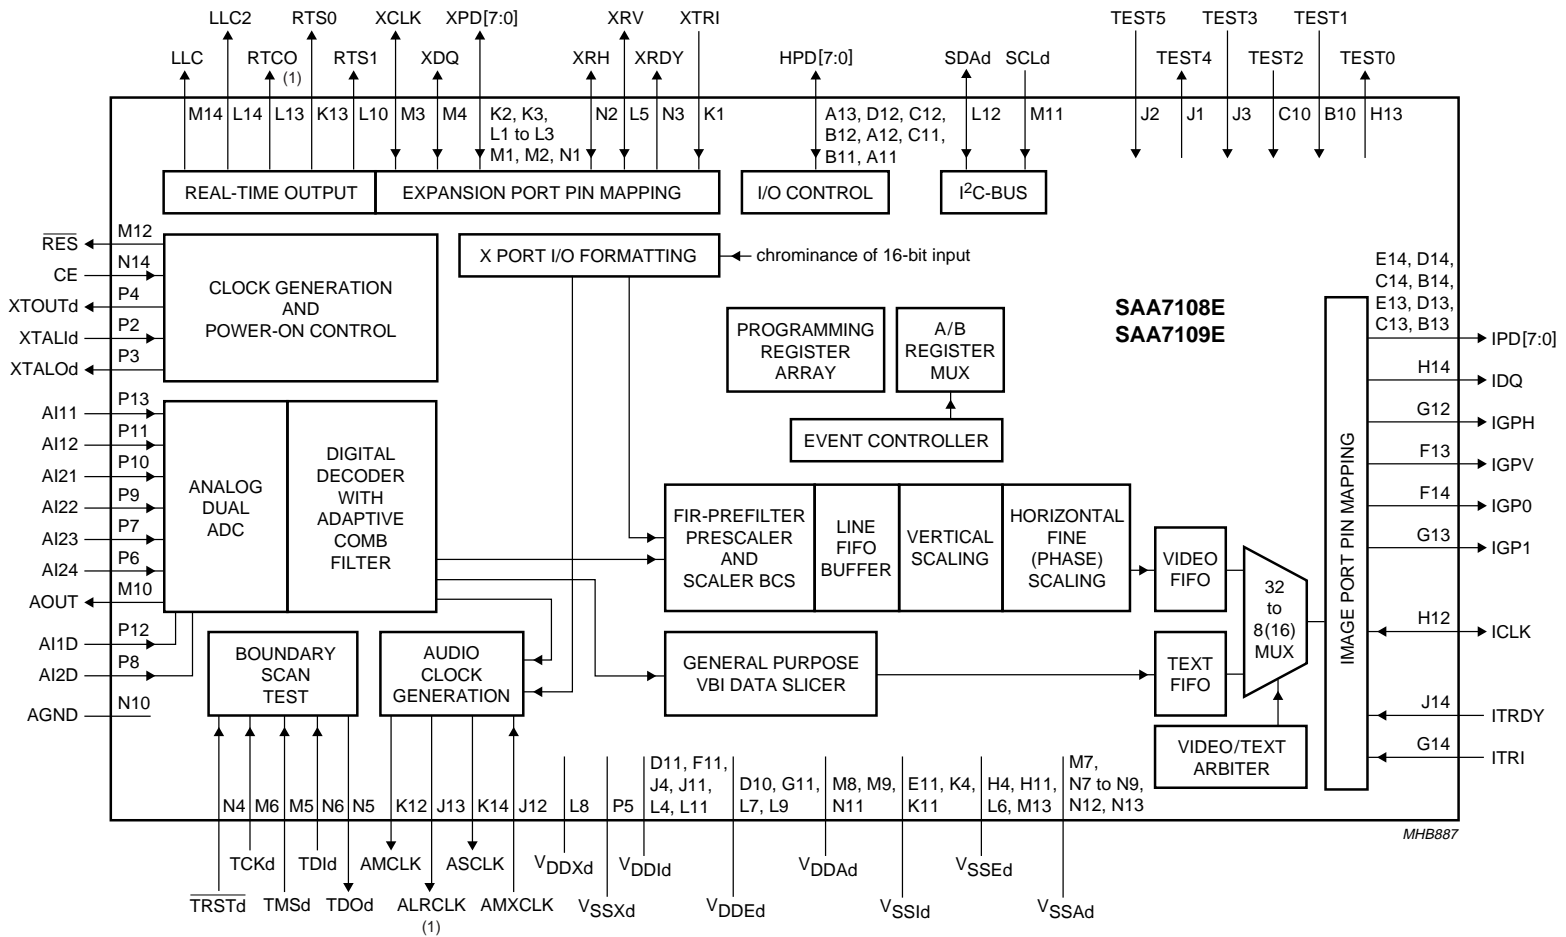 LLC2 RTS0 XCLK XPD[7:0] XRV XTRI TEST5 TEST3 TEST1
LLC RTCO RTS1 XDQ XRH XRDY HPD[7:0] SDAd SCLd TEST4 TEST2 TEST0
(1)
M14 L14 L13 K13 L10 M3 M4 K2, K3, N2 L5 N3 K1 A13, D12, C12, L12 M11 J2 J1 J3 C10 B10 H13
L1 to L3 B12, A12, C11,
M1, M2, N1 B11, A11
REAL-TIME OUTPUT EXPANSION PORT PIN MAPPING I/O CONTROL I2C-BUS
RES M12
CE N14
XTOUTd P4
XTALId P2
XTALOd P3
CLOCK GENERATION
AND
POWER-ON CONTROL
X PORT I/O FORMATTING chrominance of 16-bit input
SAA7108E
SAA7109E
PROGRAMMING
REGISTER
ARRAY
A/B
REGISTER
MUX
EVENT CONTROLLER
E14, D14,
C14, B14,
E13, D13,
C13, B13
IPD[7:0]
H14 IDQ
G12 IGPH
F13 IGPV
F14 IGP0
G13 IGP1
H12 ICLK
J14 ITRDY
G14 ITRI
IMAGE PORT PIN MAPPING
AI11 P13
AI12 P11
AI21 P10
AI22 P9
AI23 P7
AI24 P6
AOUT M10
AI1D P12
AI2D P8
AGND N10
ANALOG
DUAL
ADC
DIGITAL
DECODER
WITH
ADAPTIVE
COMB
FILTER
FIR-PREFILTER
PRESCALER
AND
SCALER BCS
LINE
FIFO
BUFFER
VERTICAL
SCALING
HORIZONTAL
FINE
(PHASE)
SCALING
VIDEO
FIFO
32
to
8(16)
MUX
BOUNDARY
SCAN
TEST
AUDIO
CLOCK
GENERATION
GENERAL PURPOSE
VBI DATA SLICER
TEXT
FIFO
VIDEO/TEXT
ARBITER
D11, F11, M7,
J4, J11, D10, G11, M8, M9, E11, K4, H4, H11, N7 to N9,
N4 M6 M5 N6 N5 K12 J13 K14 J12 L8 P5 L4, L11 L7, L9 N11 K11 L6, M13 N12, N13
MHB887
TCKd TDId AMCLK ASCLK VDDXd VDDId VDDAd VSSEd
TRSTd TMSd TDOd ALRCLK AMXCLK VSSXd VDDEd VSSId VSSAd
(1)